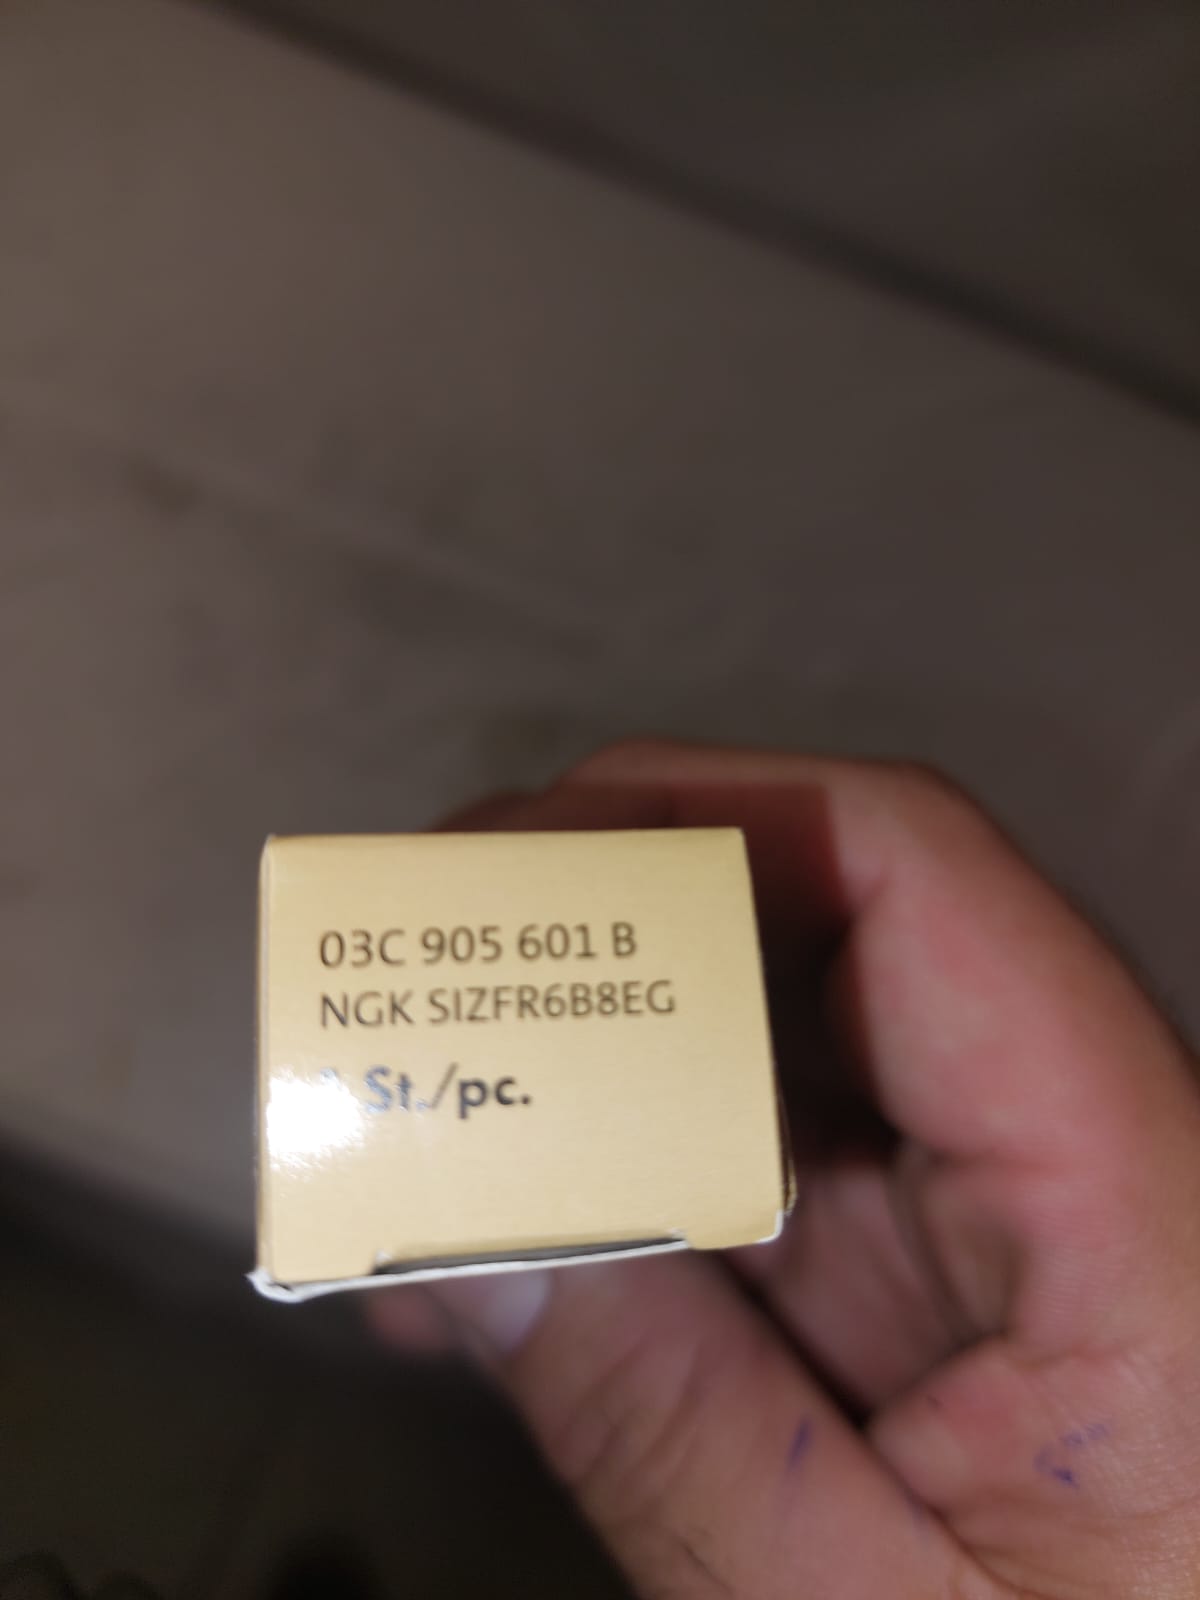 03C 905 601 B
NGK SIZFR6B8EG
St./pc.